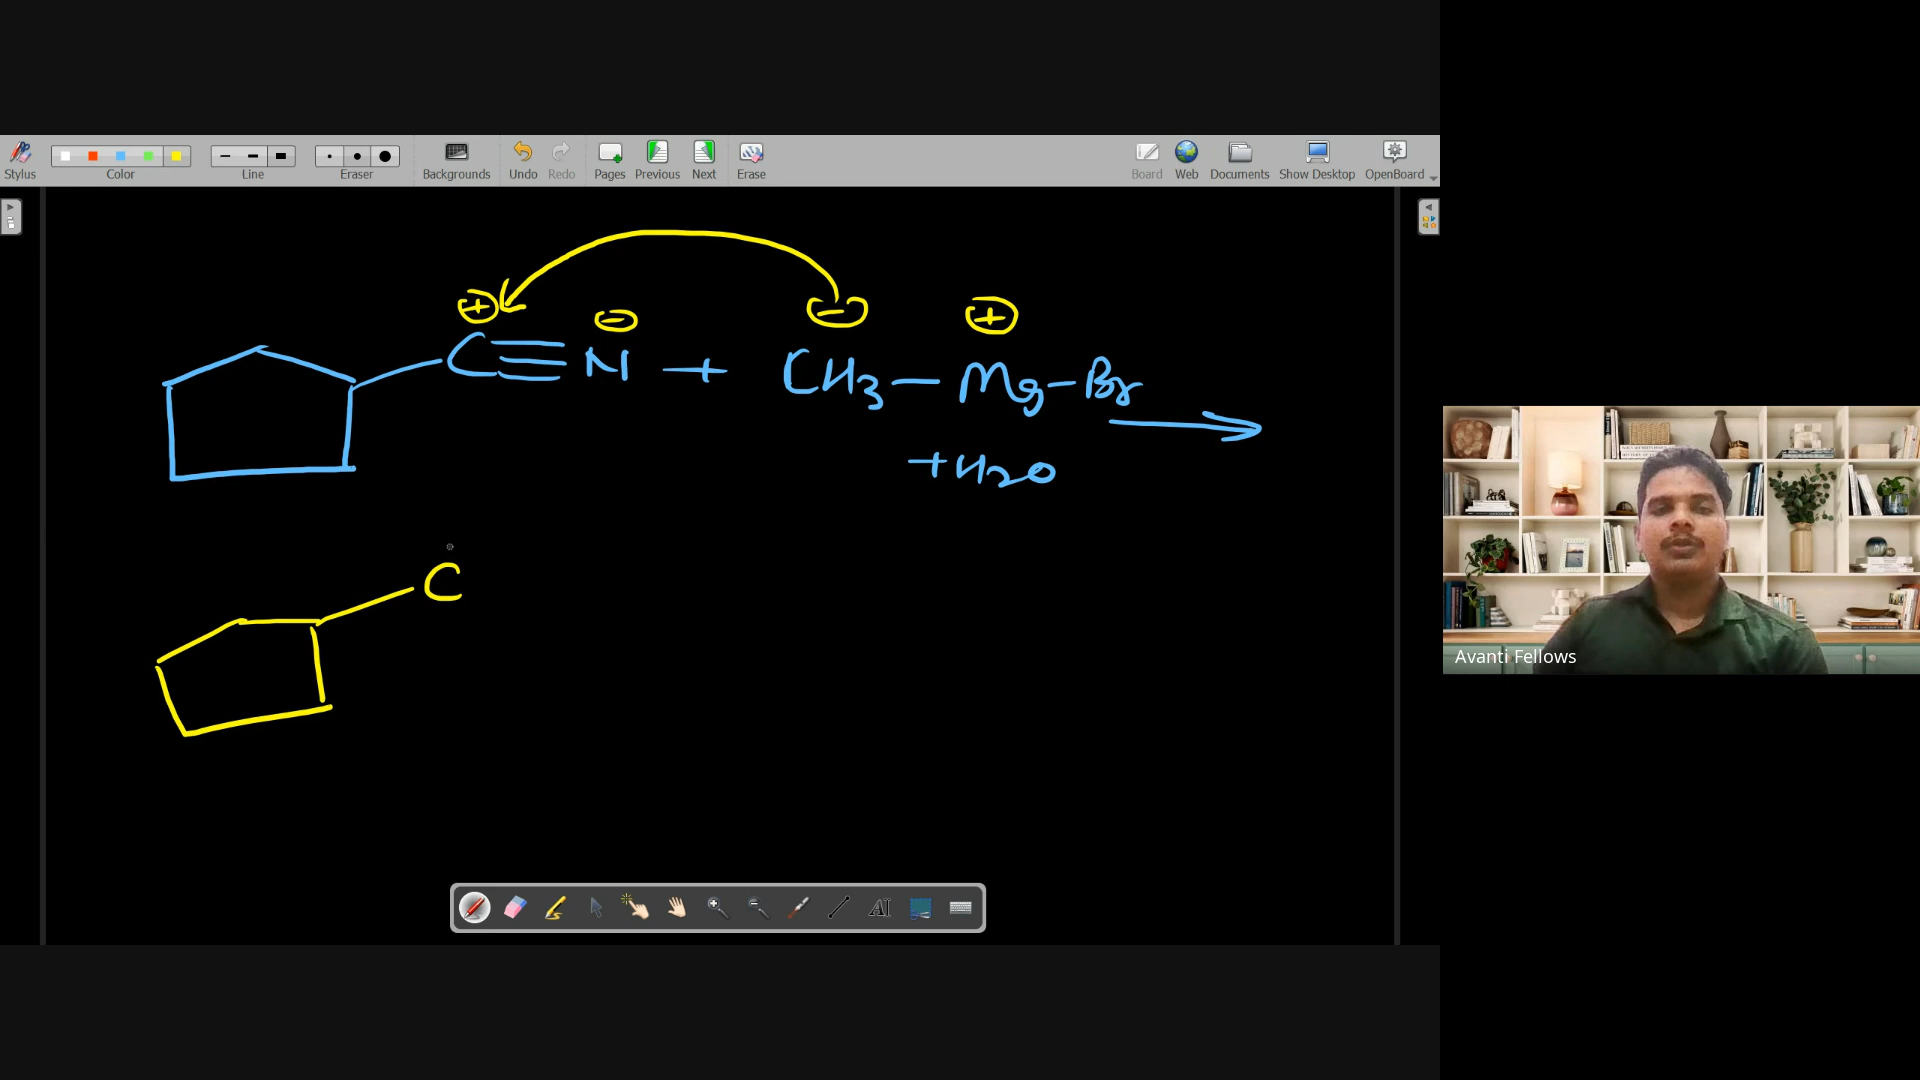 Stylus Color Line Eraser Backgrounds Undo Redo Pages Previous Next Erase Board Web Documents Show Desktop OpenBoard
⊕ ⊖ ⊖ ⊕
C≡N + CH3—Mg—Br
+H2O
C
AI
Avanti Fellows